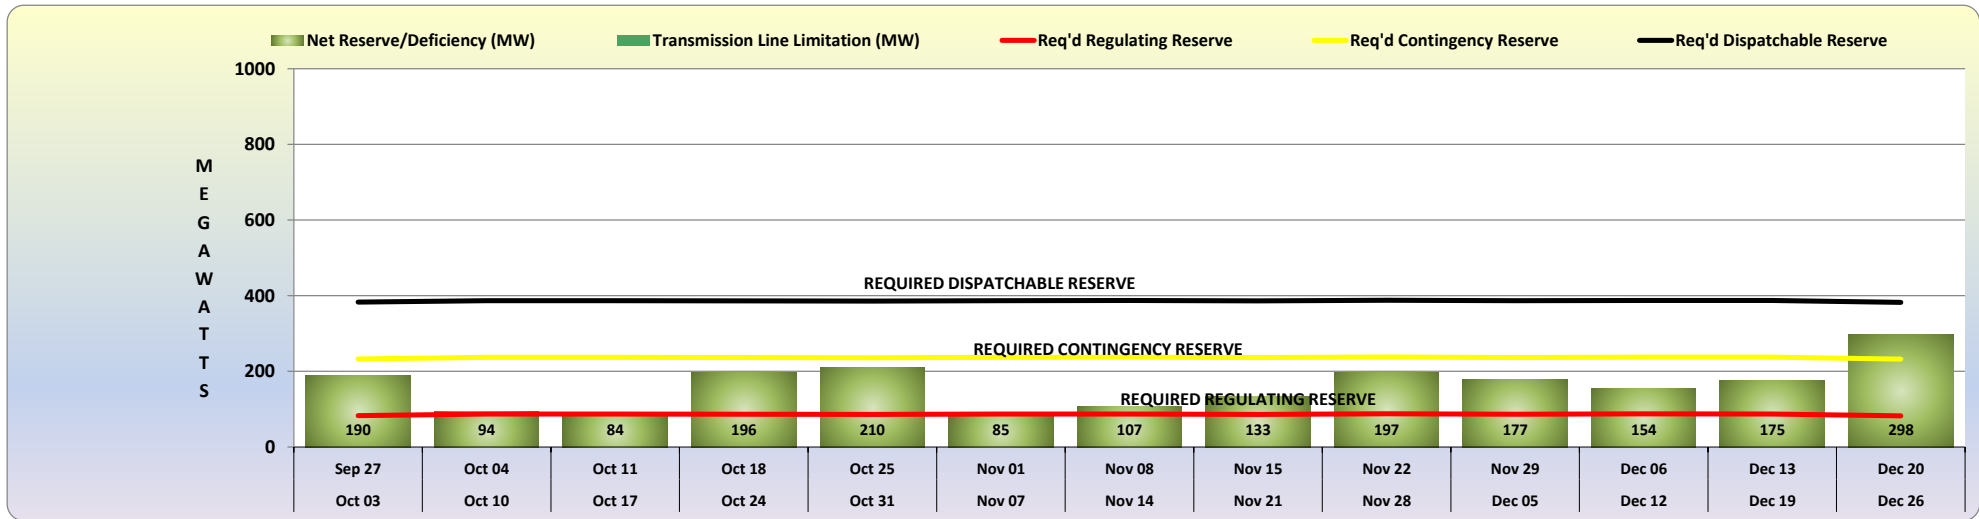 Net Reserve/Deficiency (MW) Transmission Line Limitation (MW) Req'd Regulating Reserve Req'd Contingency Reserve Req'd Dispatchable Reserve
1000
800
600
400
200
0
MEGAWATTS
REQUIRED DISPATCHABLE RESERVE
REQUIRED CONTINGENCY RESERVE
REQUIRED REGULATING RESERVE
190 94 84 196 210 85 107 133 197 177 154 175 298
Sep 27 Oct 04 Oct 11 Oct 18 Oct 25 Nov 01 Nov 08 Nov 15 Nov 22 Nov 29 Dec 06 Dec 13 Dec 20
Oct 03 Oct 10 Oct 17 Oct 24 Oct 31 Nov 07 Nov 14 Nov 21 Nov 28 Dec 05 Dec 12 Dec 19 Dec 26